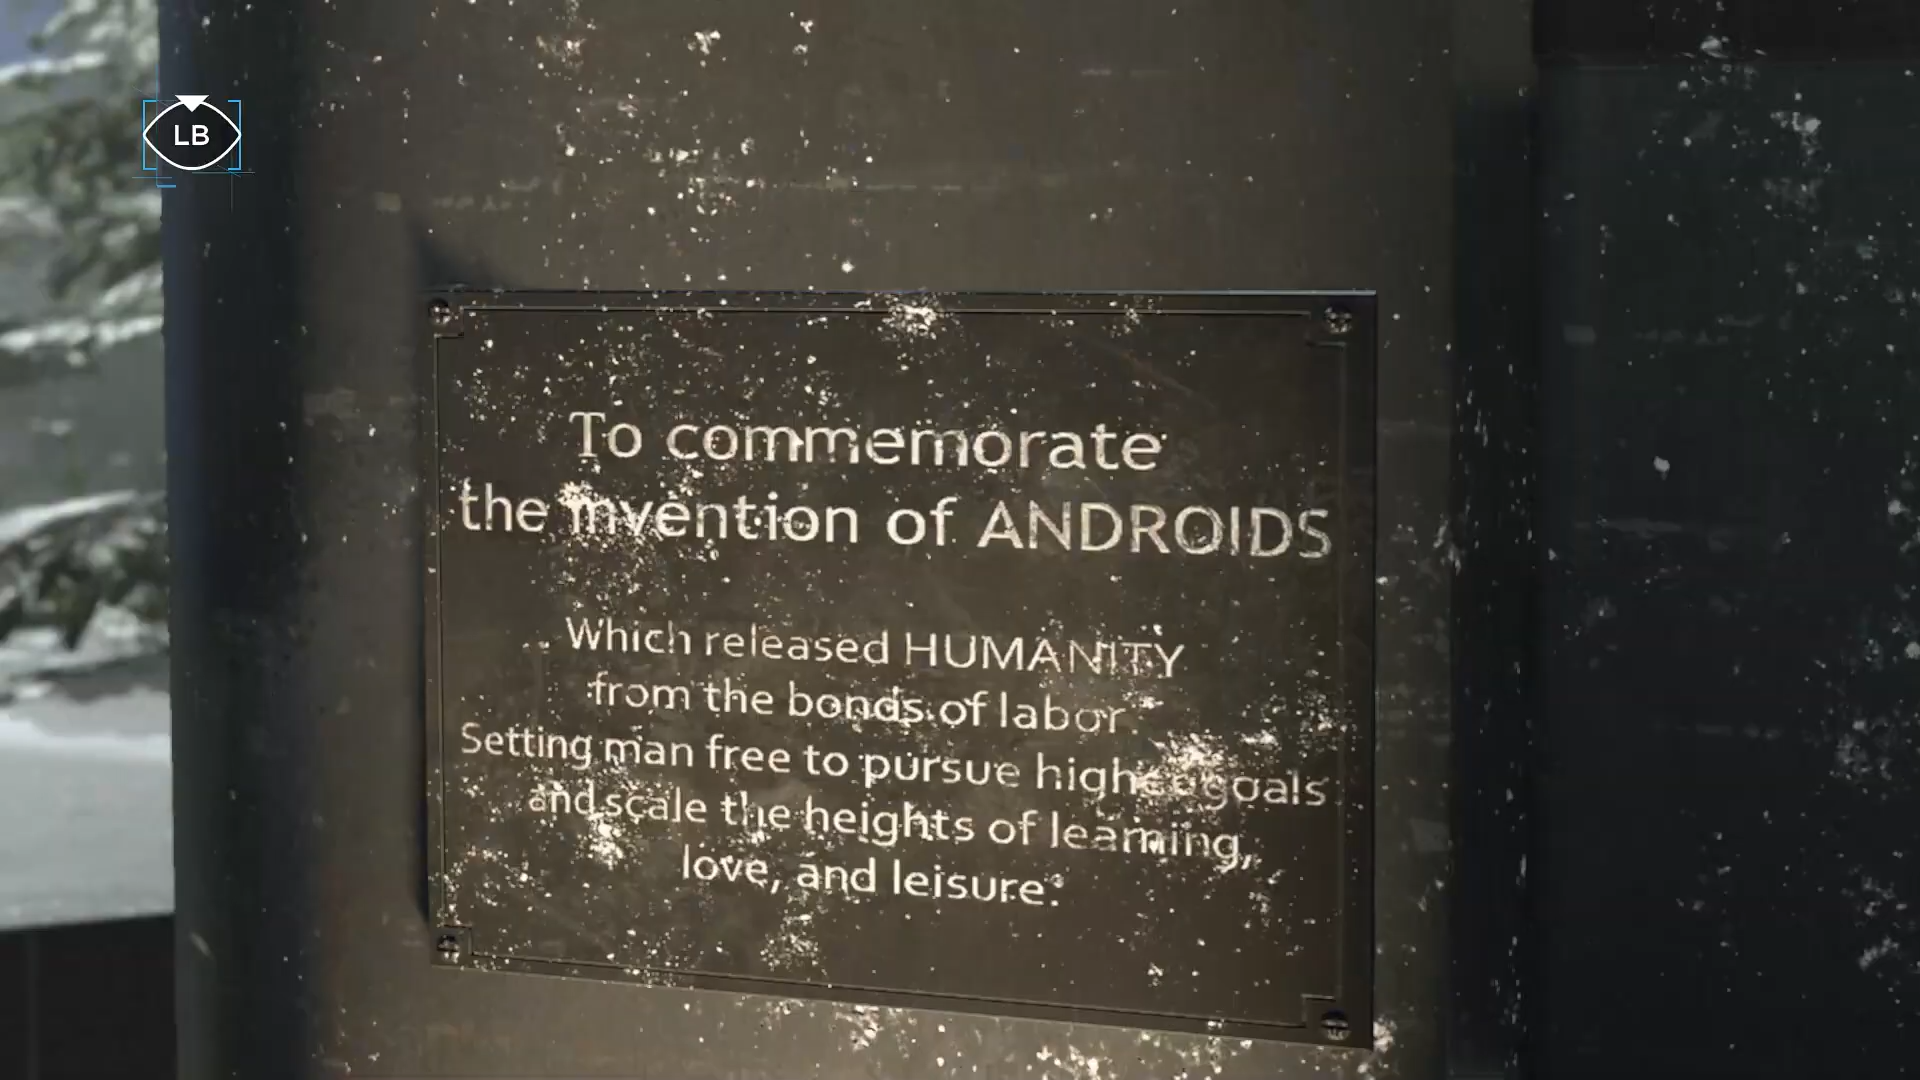 LB
To commemorate
the invention of ANDROIDS
Which released HUMANITY
from the bonds of labor.
Setting man free to pursue higher goals
and scale the heights of learning,
love, and leisure.